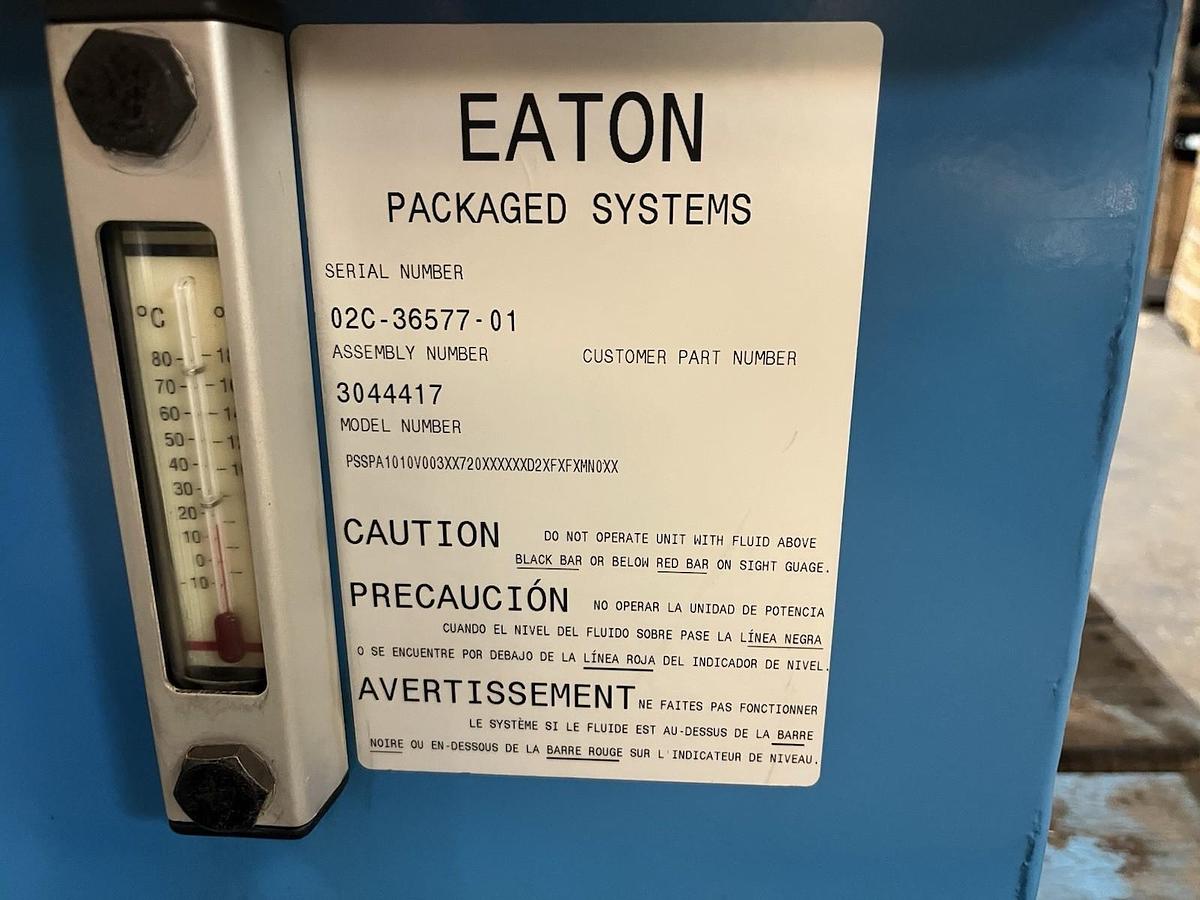 EATON
PACKAGED SYSTEMS
SERIAL NUMBER
02C-36577-01
ASSEMBLY NUMBER CUSTOMER PART NUMBER
3044417
MODEL NUMBER
PSSPA1010V003XX720XXXXXXD2XFXFXMN0XX
CAUTION DO NOT OPERATE UNIT WITH FLUID ABOVE
BLACK BAR OR BELOW RED BAR ON SIGHT GUAGE.
PRECAUCIÓN NO OPERAR LA UNIDAD DE POTENCIA
CUANDO EL NIVEL DEL FLUIDO SOBRE PASE LA LÍNEA NEGRA
O SE ENCUENTRE POR DEBAJO DE LA LÍNEA ROJA DEL INDICADOR DE NIVEL.
AVERTISSEMENT NE FAITES PAS FONCTIONNER
LE SYSTÈME SI LE FLUIDE EST AU-DESSUS DE LA BARRE
NOIRE OU EN-DESSOUS DE LA BARRE ROUGE SUR L'INDICATEUR DE NIVEAU.
°C
80
70
60
50
40
30
20
10
0
-10